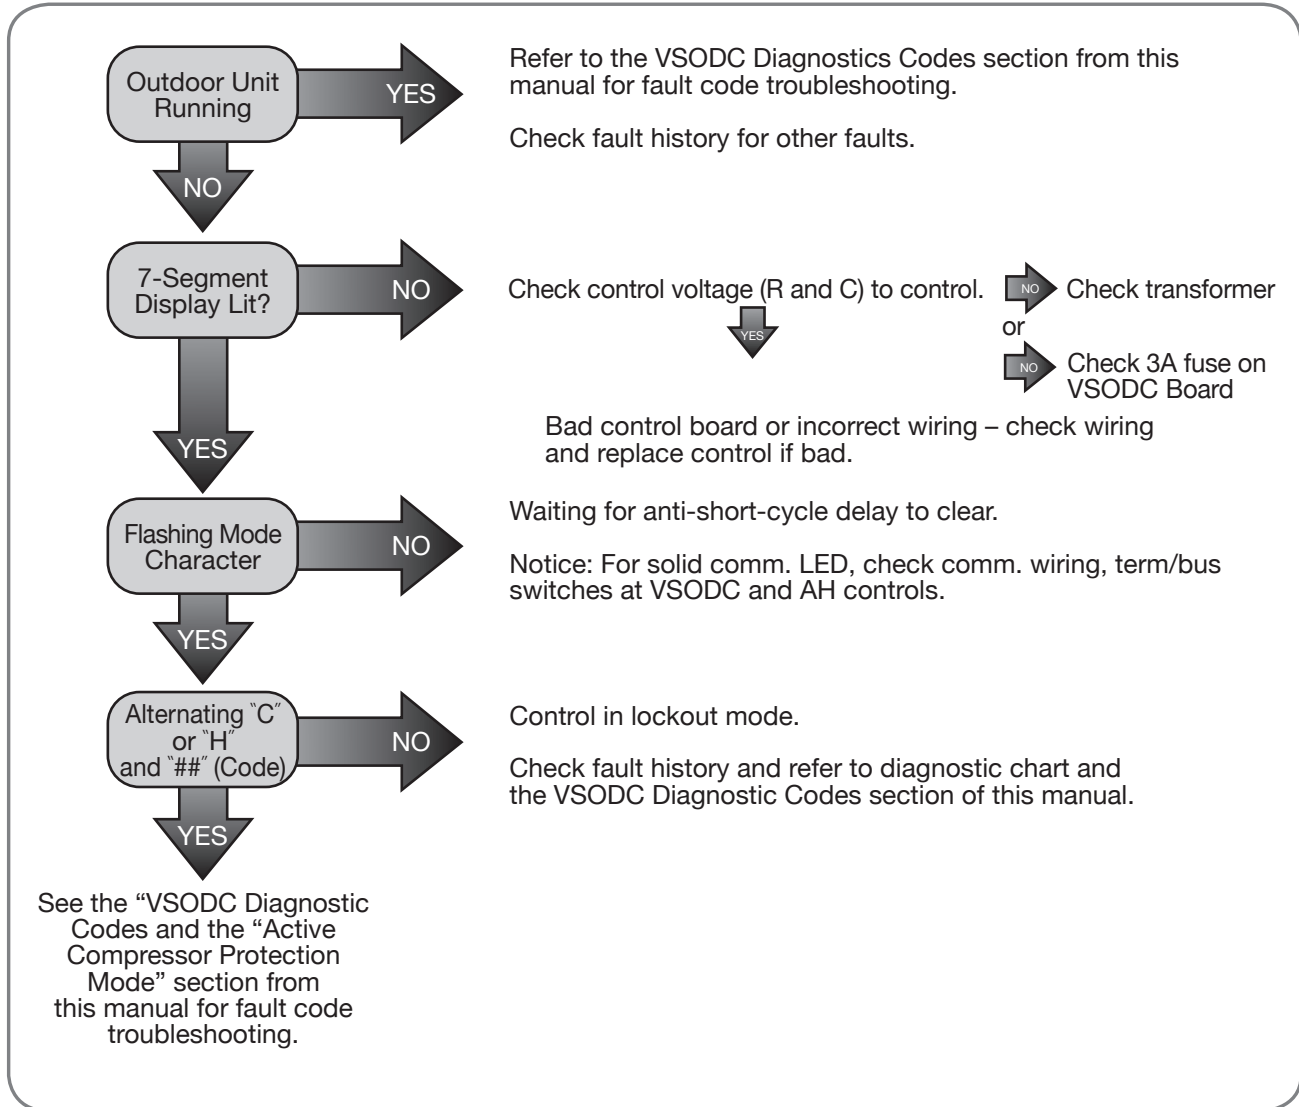 Outdoor Unit
Running
YES
Refer to the VSODC Diagnostics Codes section from this
manual for fault code troubleshooting.
Check fault history for other faults.
NO
7-Segment
Display Lit?
NO
Check control voltage (R and C) to control.
NO
Check transformer
or
YES
NO
Check 3A fuse on
VSODC Board
Bad control board or incorrect wiring – check wiring
and replace control if bad.
YES
Flashing Mode
Character
NO
Waiting for anti-short-cycle delay to clear.
Notice: For solid comm. LED, check comm. wiring, term/bus
switches at VSODC and AH controls.
YES
Alternating "C"
or "H"
and "##" (Code)
NO
Control in lockout mode.
Check fault history and refer to diagnostic chart and
the VSODC Diagnostic Codes section of this manual.
YES
See the “VSODC Diagnostic
Codes and the “Active
Compressor Protection
Mode” section from
this manual for fault code
troubleshooting.